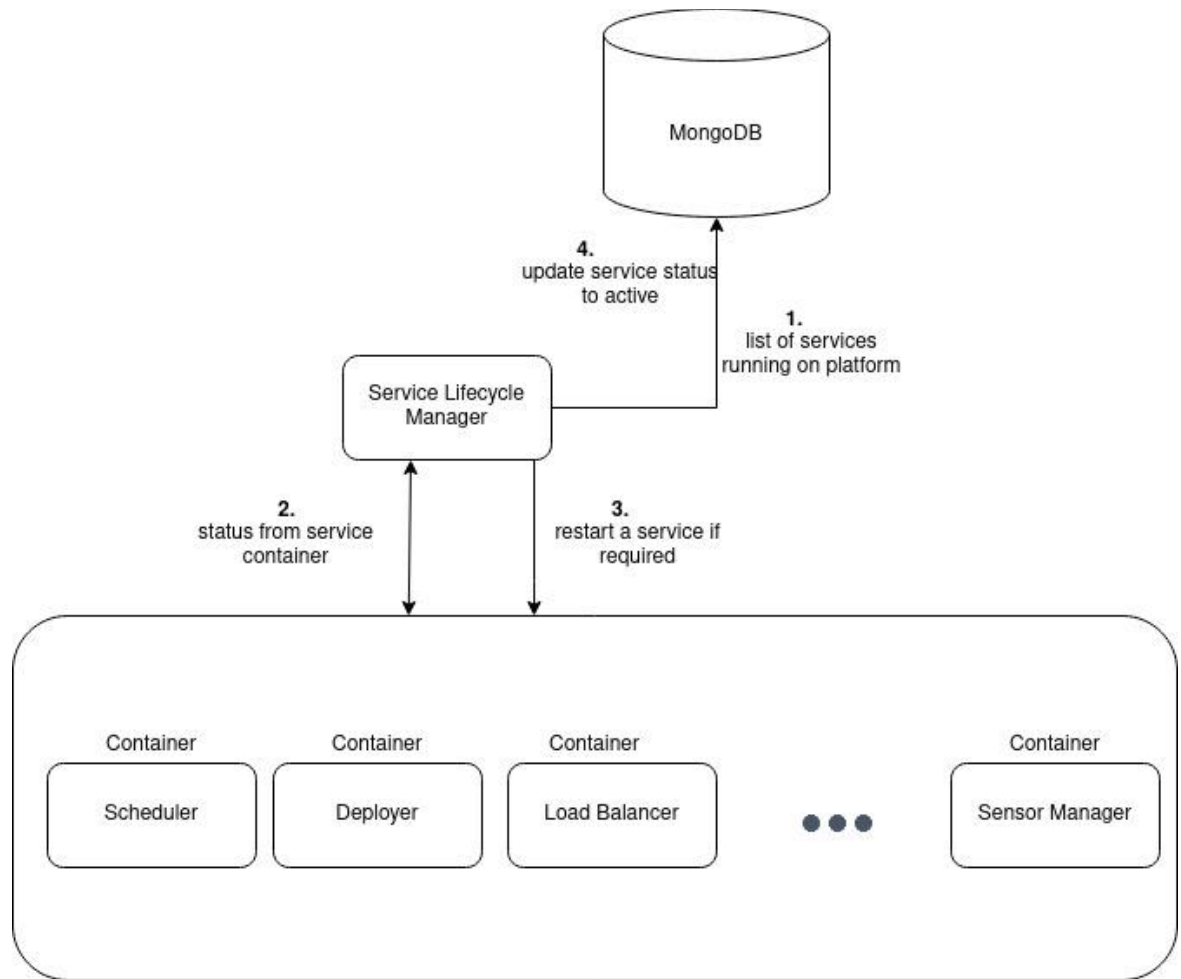 MongoDB
4.
update service status
to active
1.
list of services
running on platform
Service Lifecycle
Manager
2.
status from service
container
3.
restart a service if
required
Container
Scheduler
Container
Deployer
Container
Load Balancer
Container
Sensor Manager